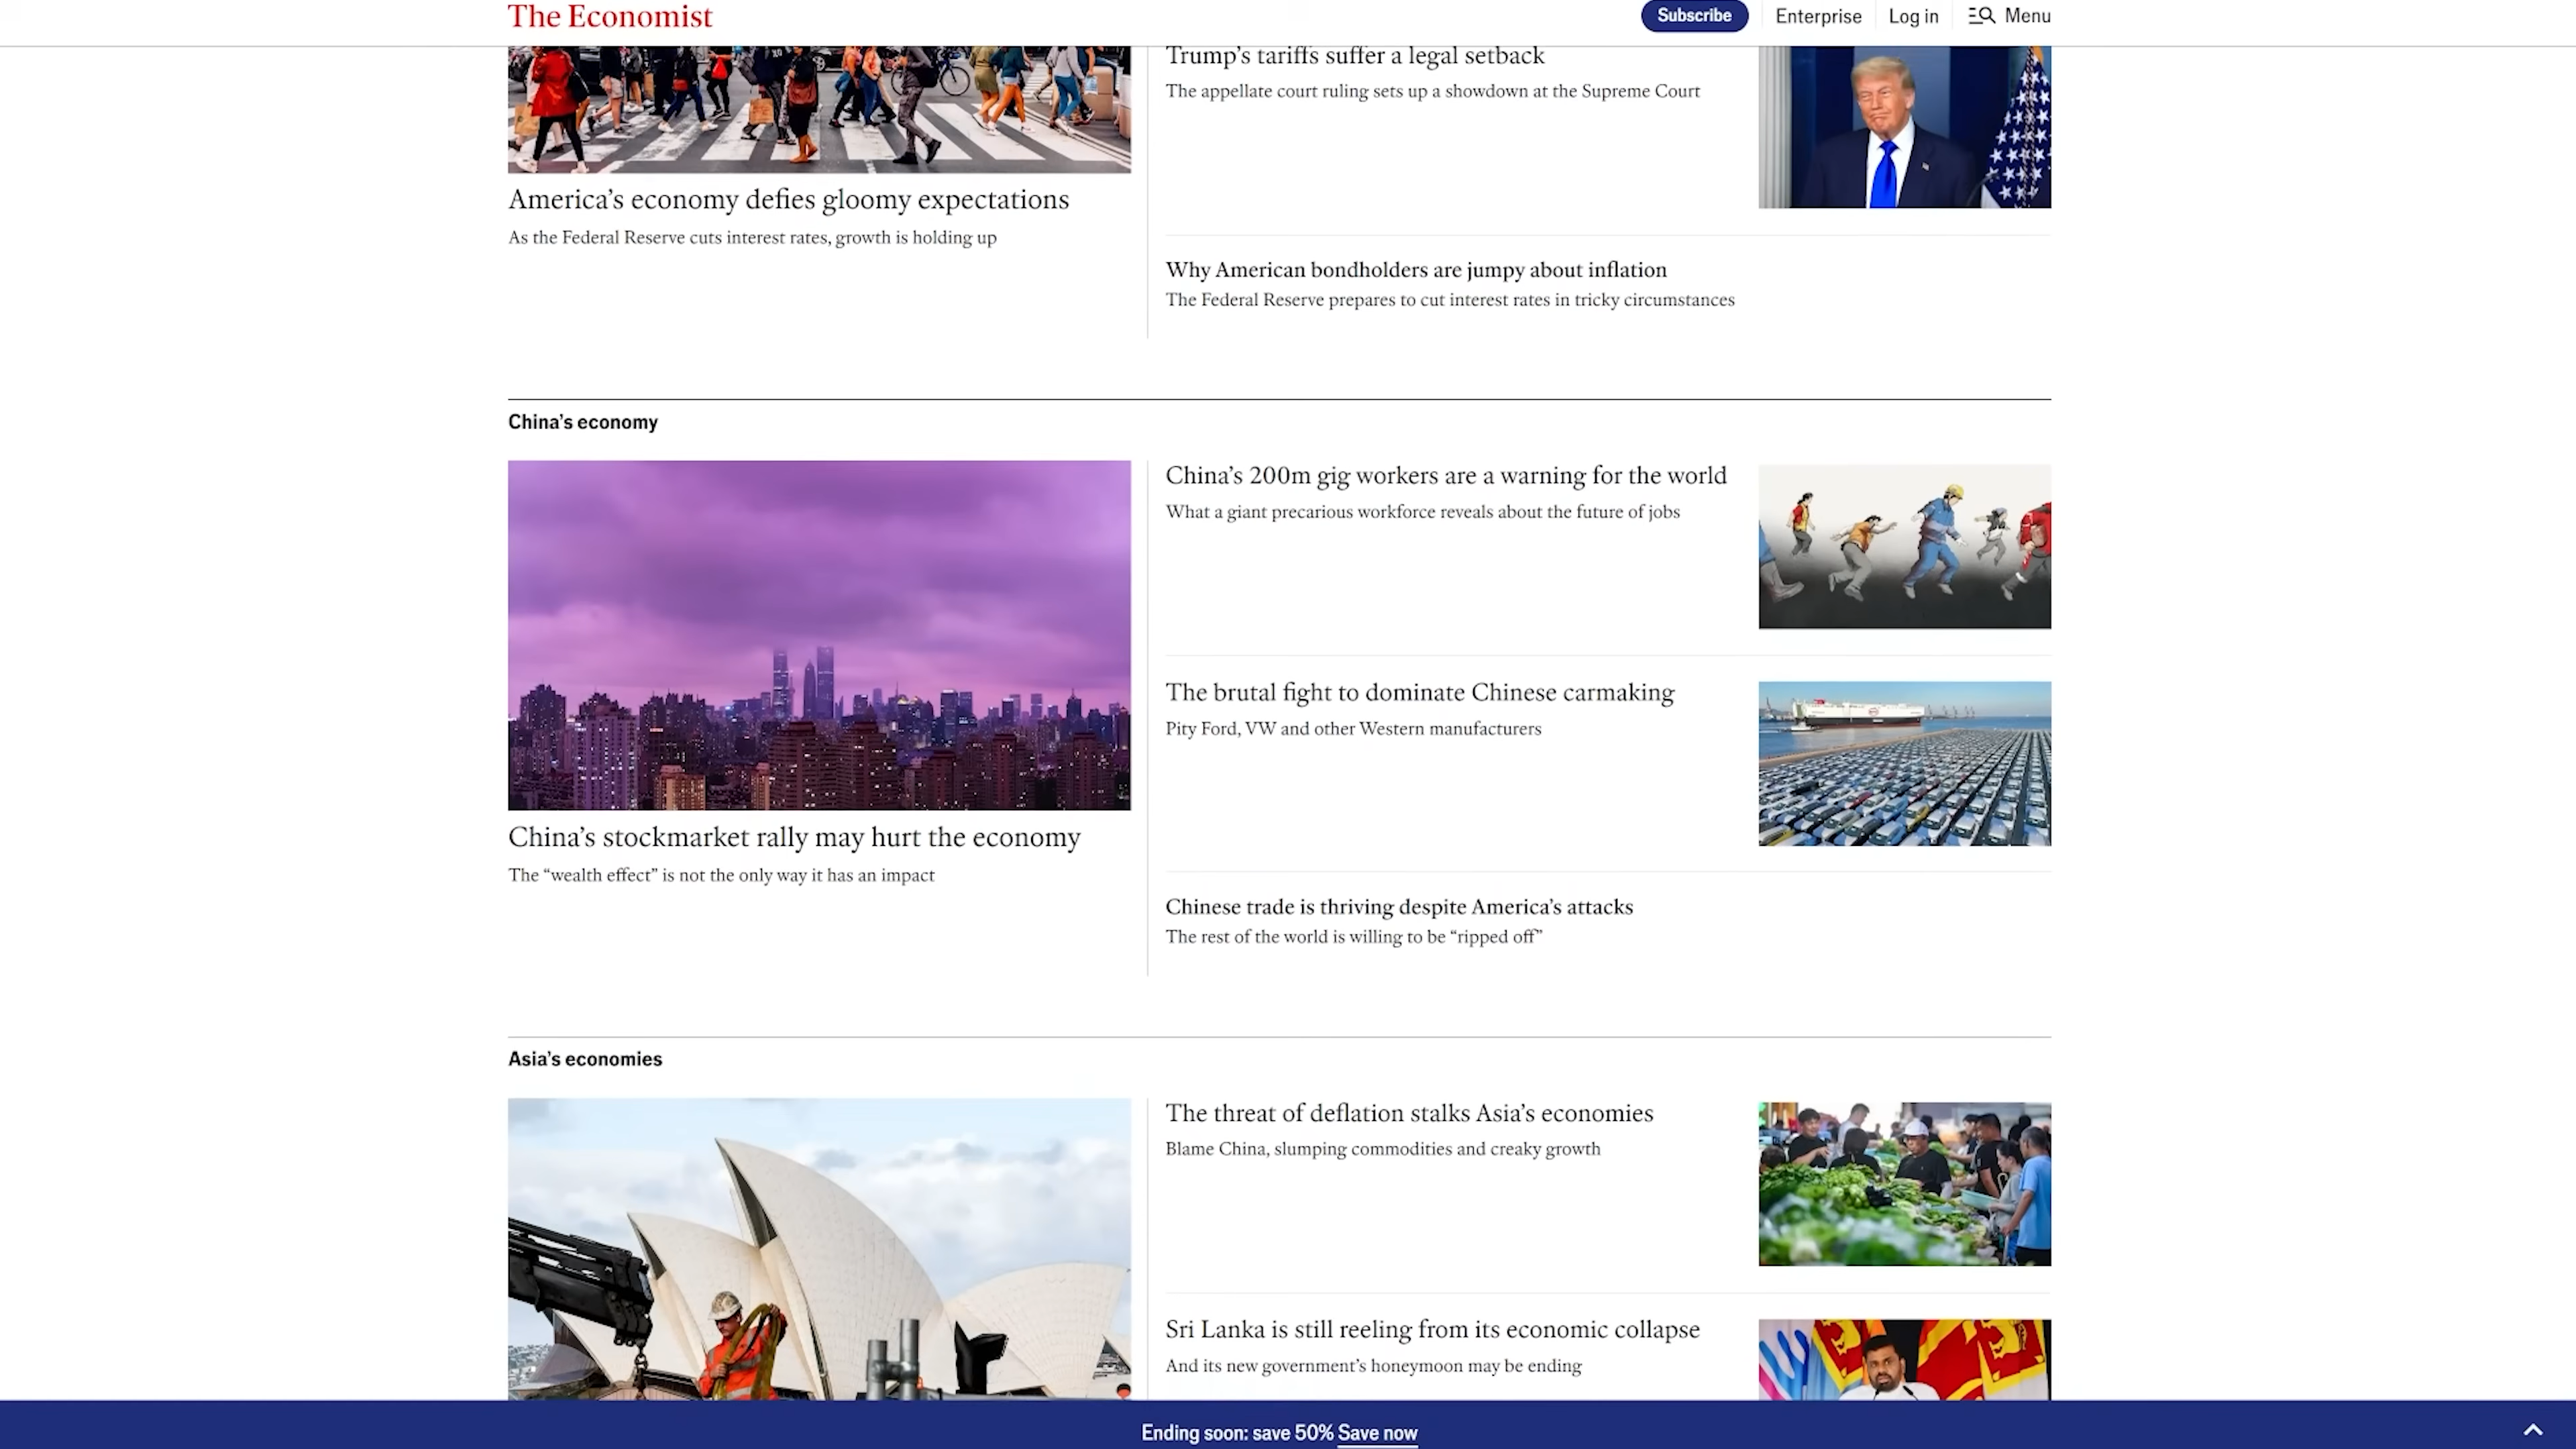 The Economist
Subscribe
Enterprise
Log in
Menu
America’s economy defies gloomy expectations
As the Federal Reserve cuts interest rates, growth is holding up
Trump’s tariffs suffer a legal setback
The appellate court ruling sets up a showdown at the Supreme Court
Why American bondholders are jumpy about inflation
The Federal Reserve prepares to cut interest rates in tricky circumstances
China’s economy
China’s stockmarket rally may hurt the economy
The “wealth effect” is not the only way it has an impact
China’s 200m gig workers are a warning for the world
What a giant precarious workforce reveals about the future of jobs
The brutal fight to dominate Chinese carmaking
Pity Ford, VW and other Western manufacturers
Chinese trade is thriving despite America’s attacks
The rest of the world is willing to be “ripped off”
Asia’s economies
The threat of deflation stalks Asia’s economies
Blame China, slumping commodities and creaky growth
Sri Lanka is still reeling from its economic collapse
And its new government’s honeymoon may be ending
Ending soon: save 50% Save now